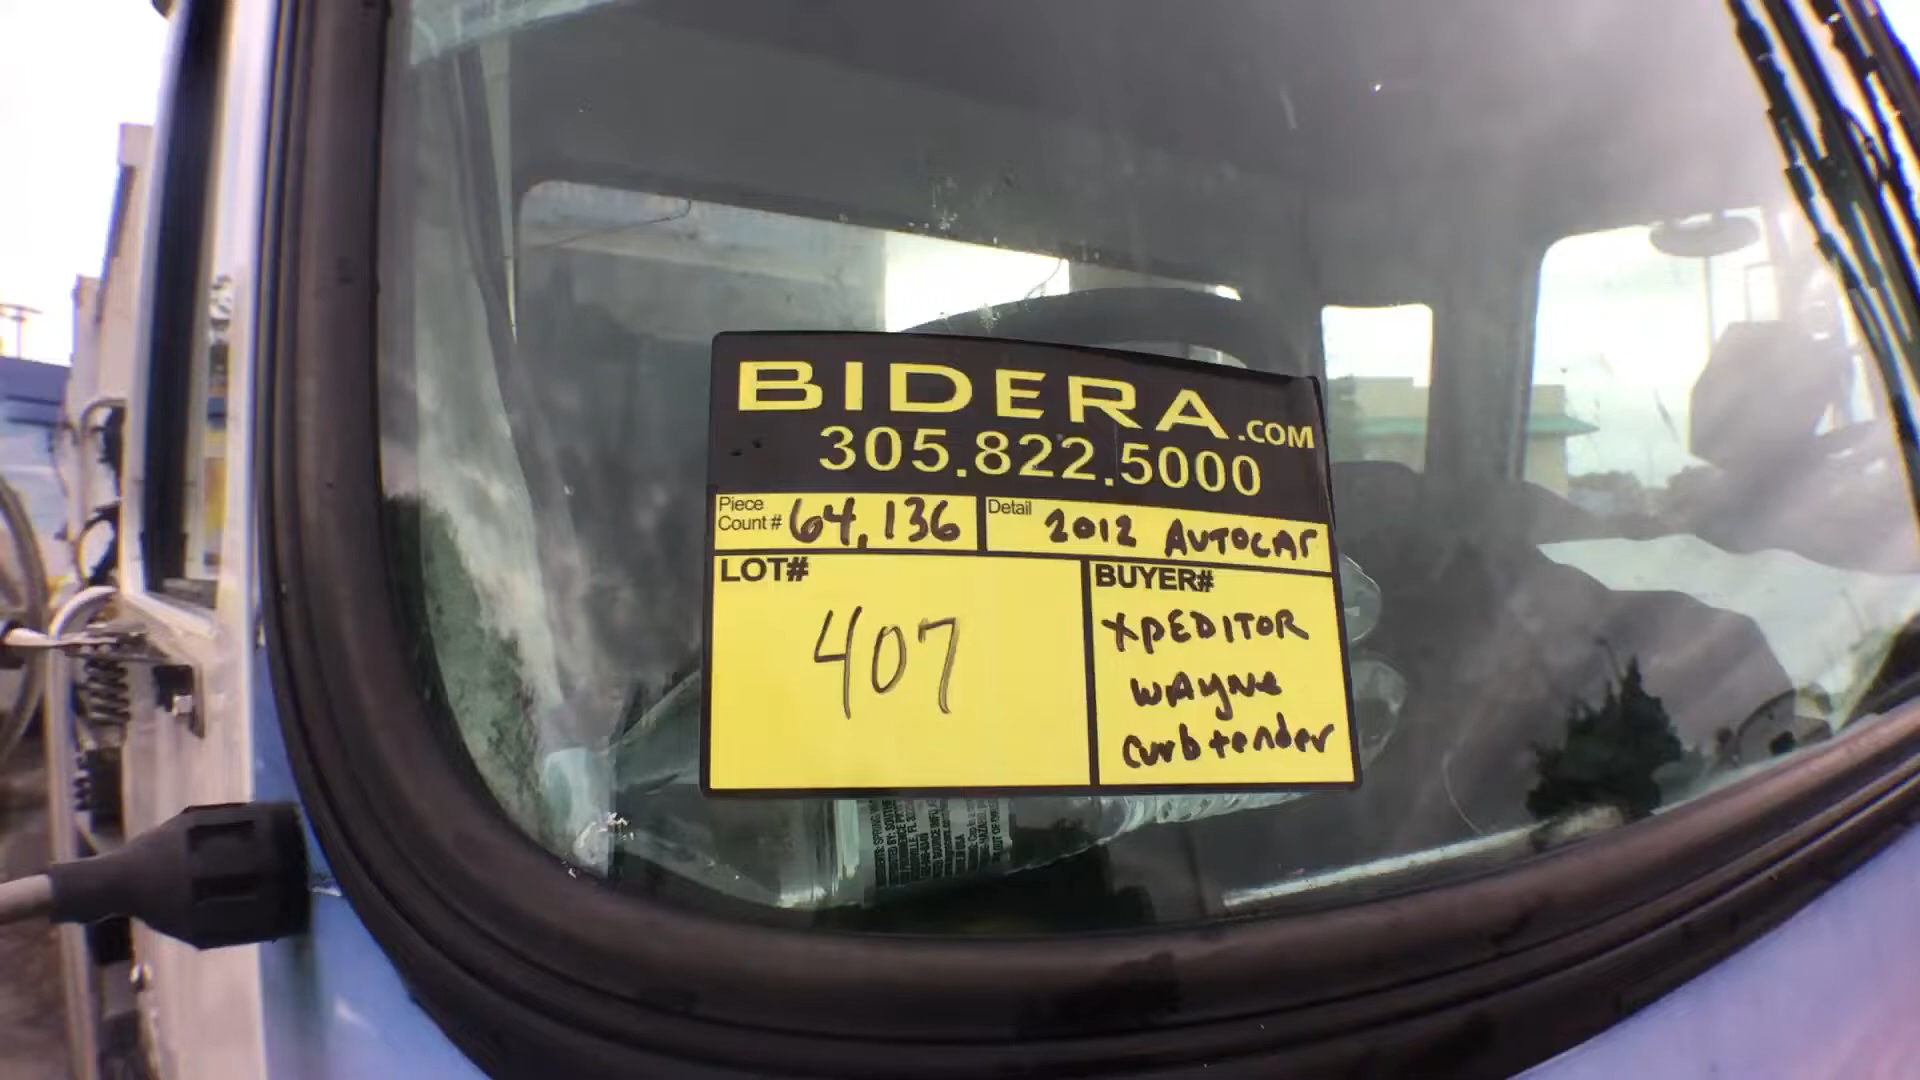 BIDERA.COM
305.822.5000
Piece Count # 64,136
Detail 2012 AUTOCAR
LOT#
407
BUYER#
XPEDITOR
WAYNe
curbtender